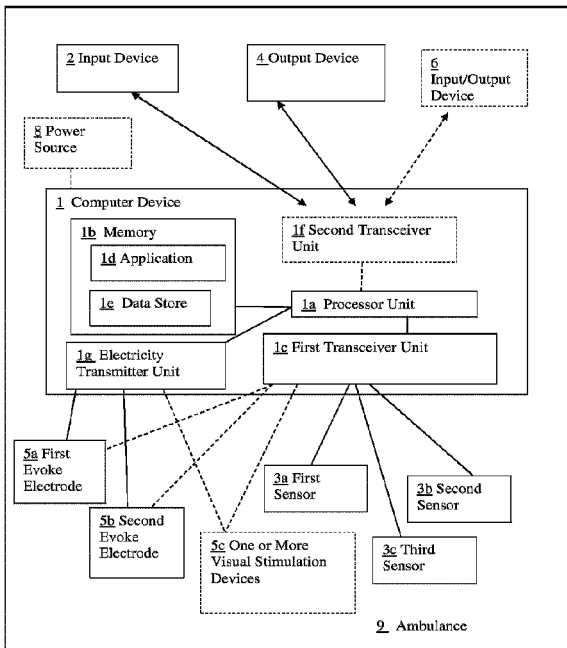 2 Input Device
4 Output Device
6
Input/Output
Device
8 Power
Source
1 Computer Device
1b Memory
1d Application
1e Data Store
1f Second Transceiver
Unit
1a Processor Unit
1c First Transceiver Unit
1g Electricity
Transmitter Unit
5a First
Evoke
Electrode
5b Second
Evoke
Electrode
5c One or More
Visual Stimulation
Devices
3a First
Sensor
3b Second
Sensor
3c Third
Sensor
9 Ambulance